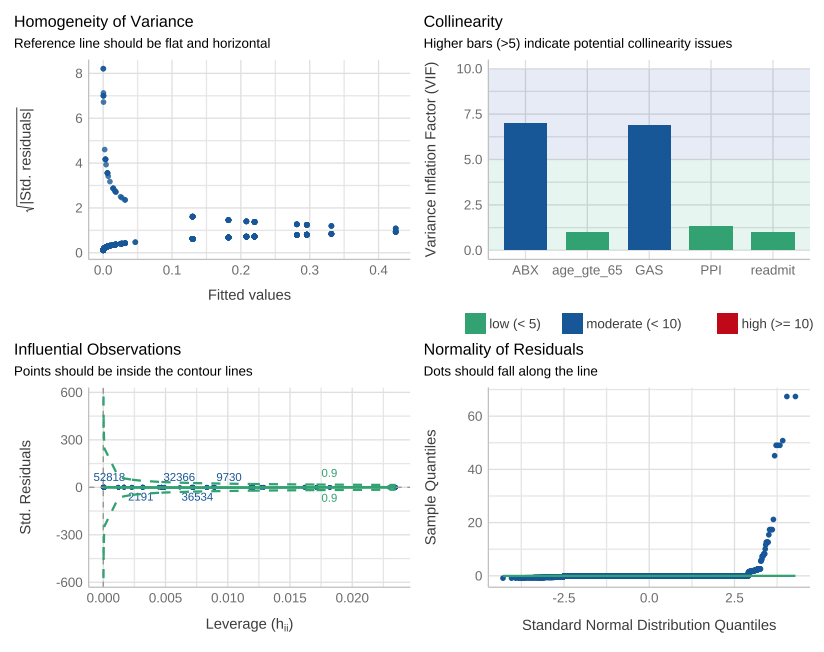 Homogeneity of Variance
Reference line should be flat and horizontal
√|Std. residuals|
8
6
4
2
0
0.0 0.1 0.2 0.3 0.4
Fitted values
Collinearity
Higher bars (>5) indicate potential collinearity issues
Variance Inflation Factor (VIF)
10.0
7.5
5.0
2.5
0.0
ABX age_gte_65 GAS PPI readmit
low (< 5) moderate (< 10) high (>= 10)
Influential Observations
Points should be inside the contour lines
Std. Residuals
600
300
0
-300
-600
52818 32366 9730 0.9
2191 36534 0.9
0.000 0.005 0.010 0.015 0.020
Leverage (hii)
Normality of Residuals
Dots should fall along the line
Sample Quantiles
60
40
20
0
-2.5 0.0 2.5
Standard Normal Distribution Quantiles